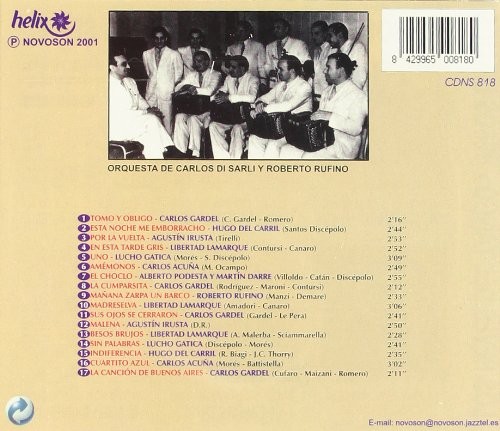 helix
Ⓟ NOVOSON 2001
8 429965 008180
CDNS 818
ORQUESTA DE CARLOS DI SARLI Y ROBERTO RUFINO
1 TOMO Y OBLIGO - CARLOS GARDEL (C. Gardel - Romero) 2'16"
2 ESTA NOCHE ME EMBORRACHO - HUGO DEL CARRIL (Santos Discépolo) 2'44"
3 POR LA VUELTA - AGUSTÍN IRUSTA (Tirelli) 2'53"
4 EN ESTA TARDE GRIS - LIBERTAD LAMARQUE (Contursi - Canaro) 2'52"
5 UNO - LUCHO GATICA (Morés - S. Discépolo) 3'09"
6 AMÉMONOS - CARLOS ACUÑA (M. Ocampo) 2'49"
7 EL CHOCLO - ALBERTO PODESTA Y MARTÍN DARRE (Villoldo - Catán - Discépolo) 2'55"
8 LA CUMPARSITA - CARLOS GARDEL (Rodríguez - Maroni - Contursi) 2'12"
9 MAÑANA ZARPA UN BARCO - ROBERTO RUFINO (Manzi - Demare) 2'33"
10 MADRESELVA - LIBERTAD LAMARQUE (Amadori - Canaro) 3'06"
11 SUS OJOS SE CERRARON - CARLOS GARDEL (Gardel - Le Pera) 2'41"
12 MALENA - AGUSTÍN IRUSTA (D.R.) 2'50"
13 BESOS BRUJOS - LIBERTAD LAMARQUE (A. Malerba - Sciammarella) 2'28"
14 SIN PALABRAS - LUCHO GATICA (Discépolo - Morés) 2'41"
15 INDIFERENCIA - HUGO DEL CARRIL (R. Biagi - J.C. Thorry) 2'35"
16 CUARTITO AZUL - CARLOS ACUÑA (Morés - Battistella) 3'02"
17 LA CANCIÓN DE BUENOS AIRES - CARLOS GARDEL (Cufaro - Maizani - Romero) 2'11"
E-mail: novoson@novoson.jazztel.es